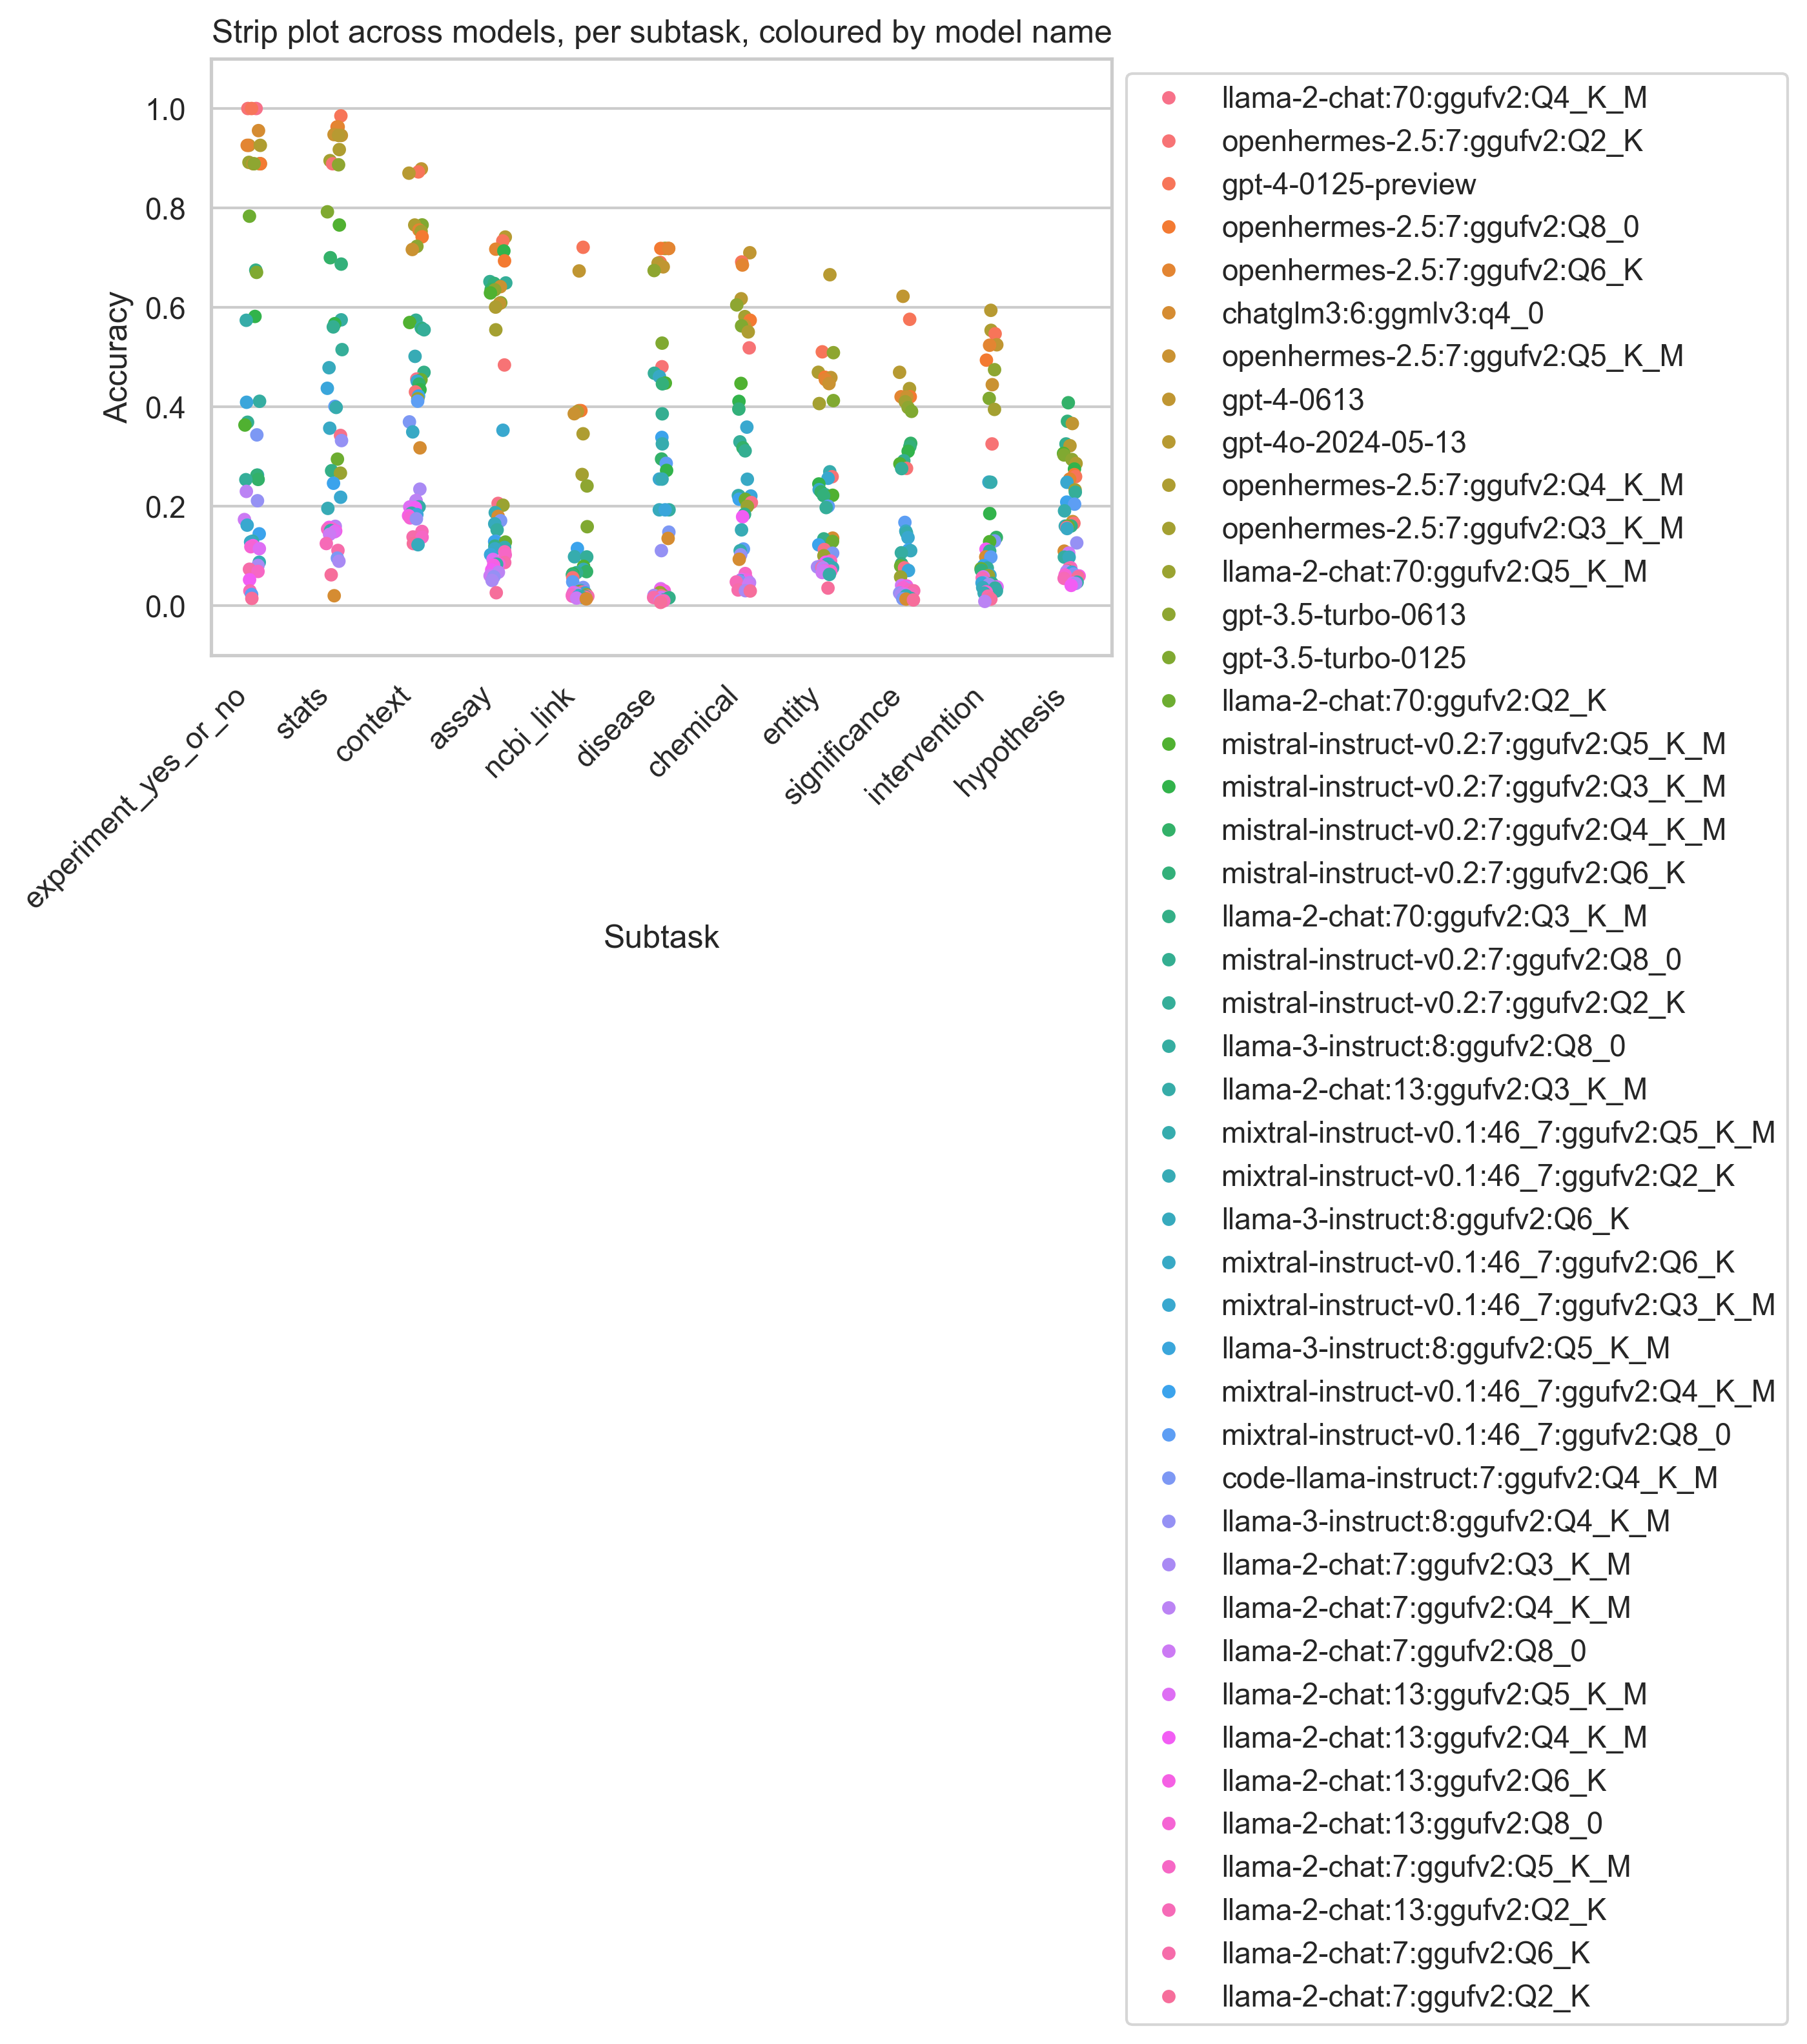 Strip plot across models, per subtask, coloured by model name
1.0
0.8
0.6
0.4
0.2
0.0
Accuracy
experiment_yes_or_no
stats
context
assay
ncbi_link
disease
chemical
entity
significance
intervention
hypothesis
Subtask
llama-2-chat:70:ggufv2:Q4_K_M
openhermes-2.5:7:ggufv2:Q2_K
gpt-4-0125-preview
openhermes-2.5:7:ggufv2:Q8_0
openhermes-2.5:7:ggufv2:Q6_K
chatglm3:6:ggmlv3:q4_0
openhermes-2.5:7:ggufv2:Q5_K_M
gpt-4-0613
gpt-4o-2024-05-13
openhermes-2.5:7:ggufv2:Q4_K_M
openhermes-2.5:7:ggufv2:Q3_K_M
llama-2-chat:70:ggufv2:Q5_K_M
gpt-3.5-turbo-0613
gpt-3.5-turbo-0125
llama-2-chat:70:ggufv2:Q2_K
mistral-instruct-v0.2:7:ggufv2:Q5_K_M
mistral-instruct-v0.2:7:ggufv2:Q3_K_M
mistral-instruct-v0.2:7:ggufv2:Q4_K_M
mistral-instruct-v0.2:7:ggufv2:Q6_K
llama-2-chat:70:ggufv2:Q3_K_M
mistral-instruct-v0.2:7:ggufv2:Q8_0
mistral-instruct-v0.2:7:ggufv2:Q2_K
llama-3-instruct:8:ggufv2:Q8_0
llama-2-chat:13:ggufv2:Q3_K_M
mixtral-instruct-v0.1:46_7:ggufv2:Q5_K_M
mixtral-instruct-v0.1:46_7:ggufv2:Q2_K
llama-3-instruct:8:ggufv2:Q6_K
mixtral-instruct-v0.1:46_7:ggufv2:Q6_K
mixtral-instruct-v0.1:46_7:ggufv2:Q3_K_M
llama-3-instruct:8:ggufv2:Q5_K_M
mixtral-instruct-v0.1:46_7:ggufv2:Q4_K_M
mixtral-instruct-v0.1:46_7:ggufv2:Q8_0
code-llama-instruct:7:ggufv2:Q4_K_M
llama-3-instruct:8:ggufv2:Q4_K_M
llama-2-chat:7:ggufv2:Q3_K_M
llama-2-chat:7:ggufv2:Q4_K_M
llama-2-chat:7:ggufv2:Q8_0
llama-2-chat:13:ggufv2:Q5_K_M
llama-2-chat:13:ggufv2:Q4_K_M
llama-2-chat:13:ggufv2:Q6_K
llama-2-chat:13:ggufv2:Q8_0
llama-2-chat:7:ggufv2:Q5_K_M
llama-2-chat:13:ggufv2:Q2_K
llama-2-chat:7:ggufv2:Q6_K
llama-2-chat:7:ggufv2:Q2_K